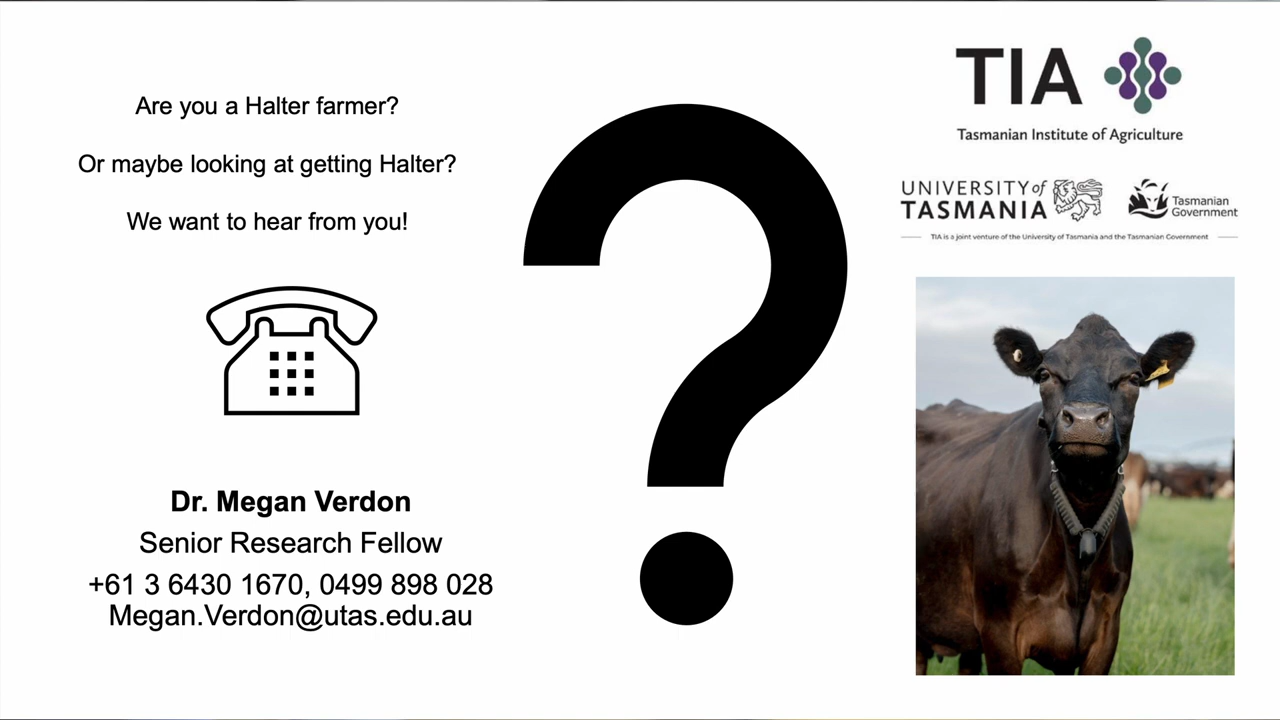 Are you a Halter farmer?
Or maybe looking at getting Halter?
We want to hear from you!
Dr. Megan Verdon
Senior Research Fellow
+61 3 6430 1670, 0499 898 028
Megan.Verdon@utas.edu.au
?
TIA
Tasmanian Institute of Agriculture
UNIVERSITY of
TASMANIA
Tasmanian
Government
TIA is a joint venture of the University of Tasmania and the Tasmanian Government